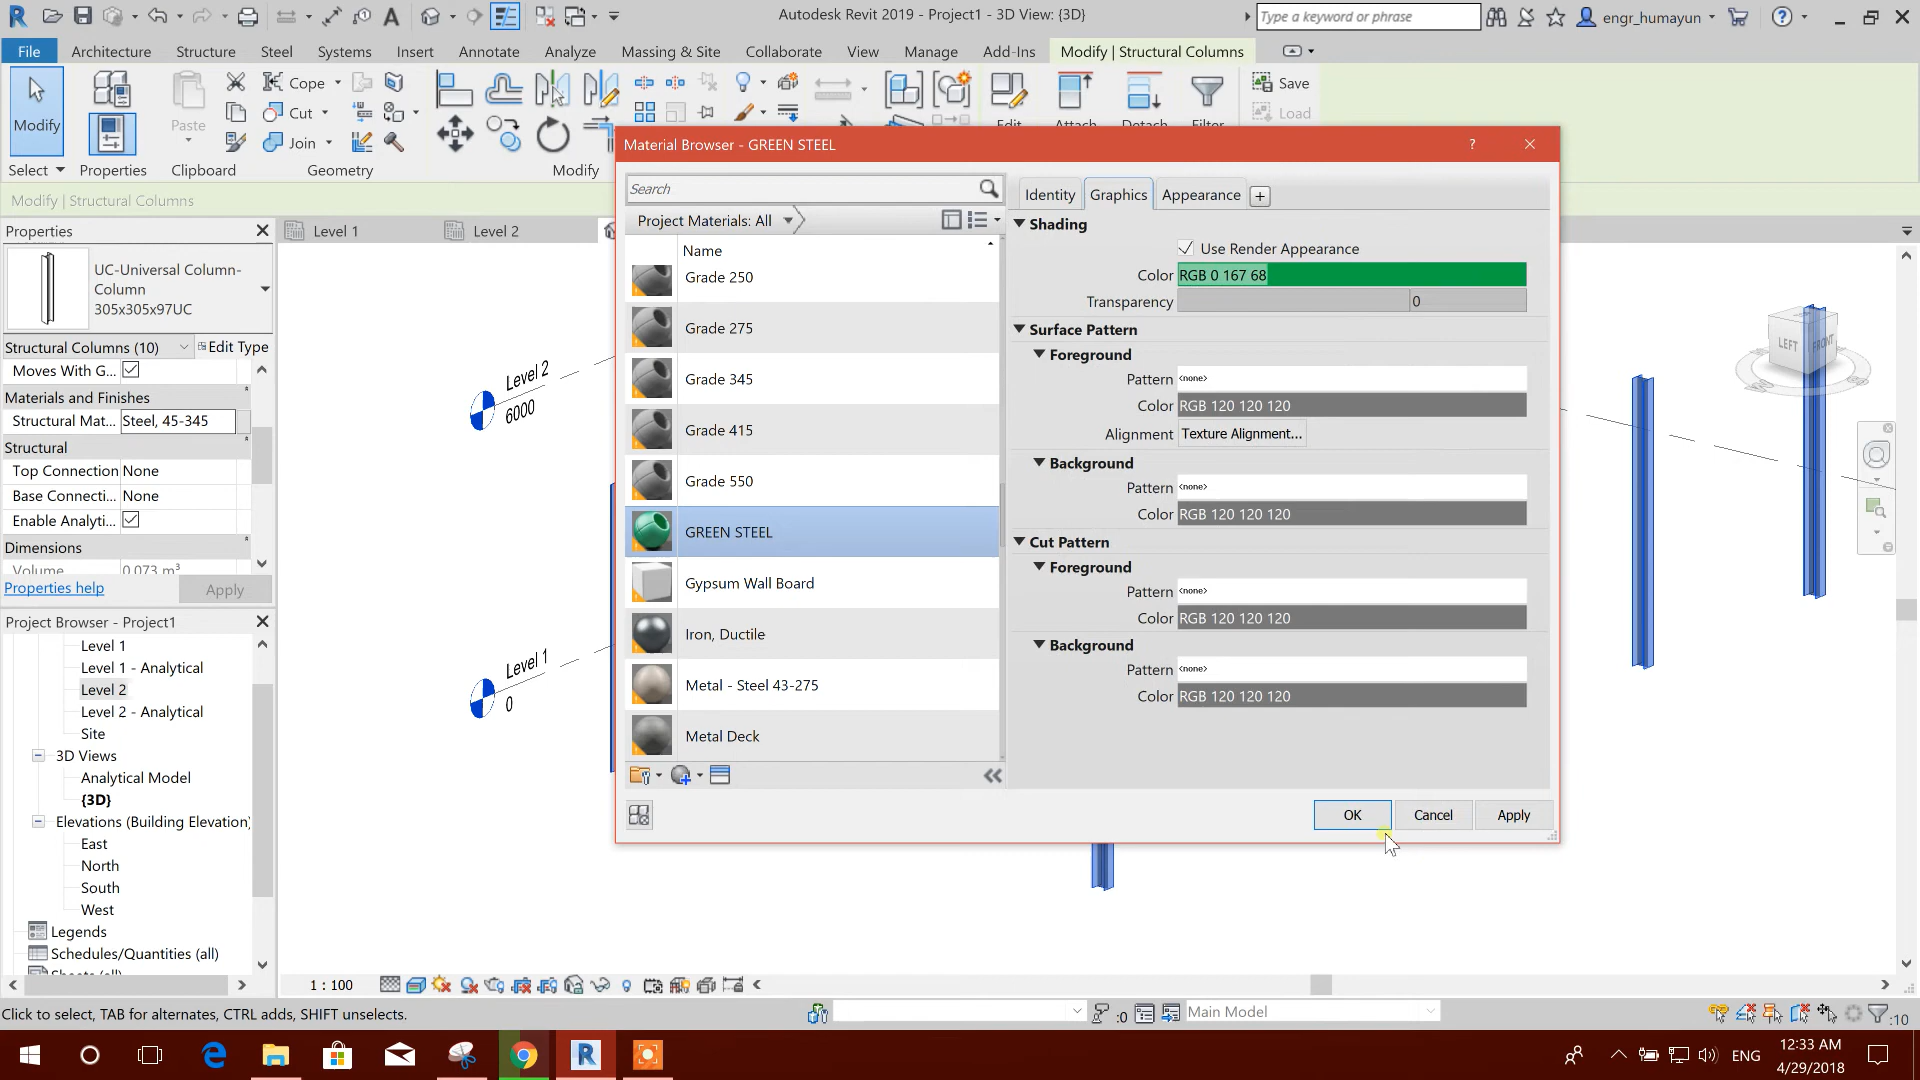 Autodesk Revit 2019 - Project1 - 3D View: {3D}
Type a keyword or phrase
engr_humayun
File Architecture Structure Steel Systems Insert Annotate Analyze Massing & Site Collaborate View Manage Add-Ins Modify | Structural Columns
Modify
Paste
Cope
Cut
Join
Save
Load
Select Properties Clipboard Geometry Modify
Modify | Structural Columns
Properties
Level 1
Level 2
UC-Universal Column-
Column
305x305x97UC
Structural Columns (10) Edit Type
Moves With G...
Materials and Finishes
Structural Mat... Steel, 45-345
Structural
Top Connection None
Base Connecti... None
Enable Analyti...
Dimensions
Volume 0.073 m³
Properties help Apply
Project Browser - Project1
Level 1
Level 1 - Analytical
Level 2
Level 2 - Analytical
Site
3D Views
Analytical Model
{3D}
Elevations (Building Elevation)
East
North
South
West
Legends
Schedules/Quantities (all)
Level 2
6000
Level 1
0
LEFT FRONT
Material Browser - GREEN STEEL
?
Search
Project Materials: All
Name
Grade 250
Grade 275
Grade 345
Grade 415
Grade 550
GREEN STEEL
Gypsum Wall Board
Iron, Ductile
Metal - Steel 43-275
Metal Deck
Identity Graphics Appearance
Shading
Use Render Appearance
Color RGB 0 167 68
Transparency 0
Surface Pattern
Foreground
Pattern <none>
Color RGB 120 120 120
Alignment Texture Alignment...
Background
Pattern <none>
Color RGB 120 120 120
Cut Pattern
Foreground
Pattern <none>
Color RGB 120 120 120
Background
Pattern <none>
Color RGB 120 120 120
OK Cancel Apply
1 : 100
Click to select, TAB for alternates, CTRL adds, SHIFT unselects.
:0
Main Model
:10
ENG
12:33 AM
4/29/2018